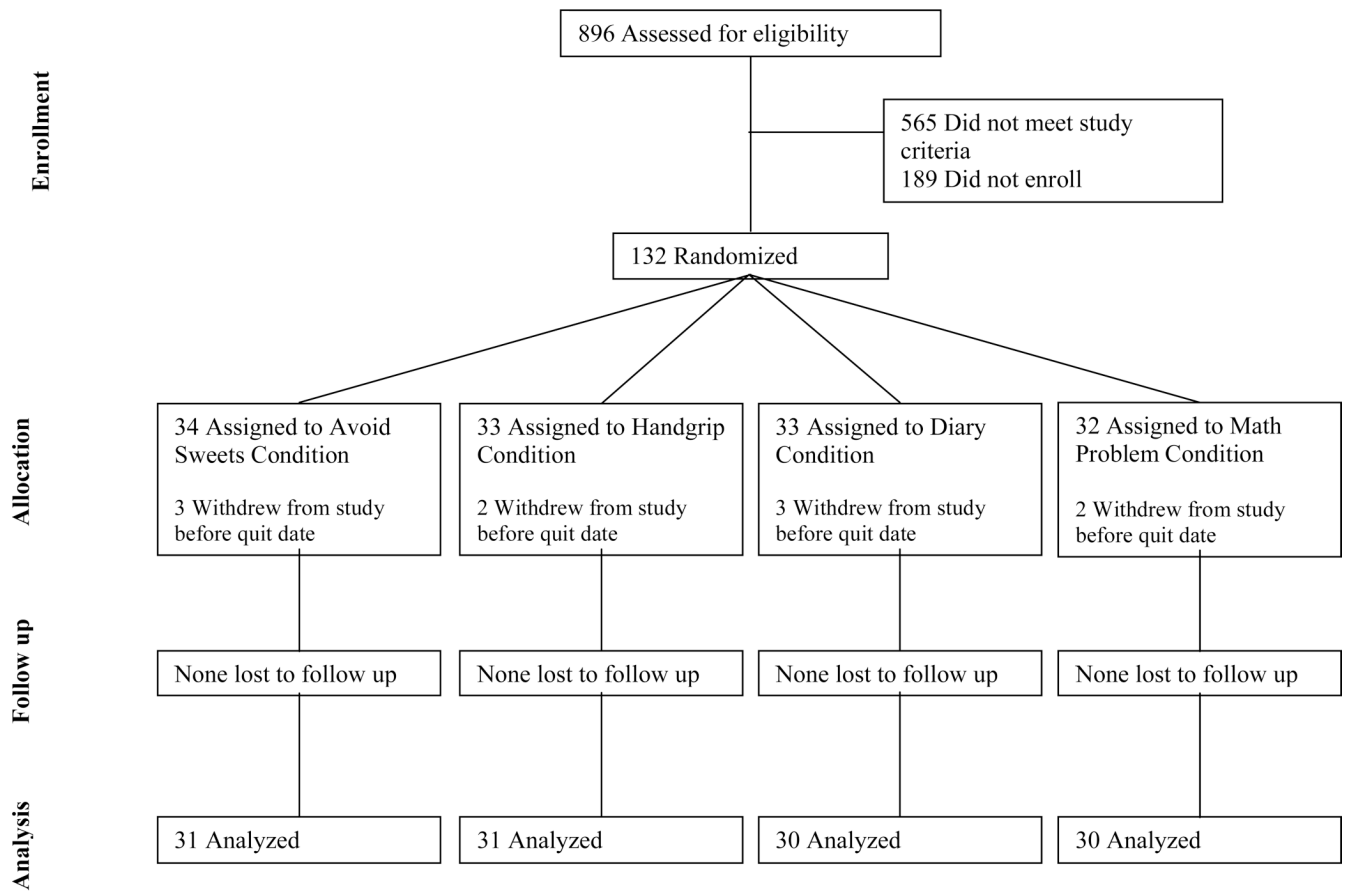 896 Assessed for eligibility
Enrollment
565 Did not meet study
criteria
189 Did not enroll
132 Randomized
Allocation
34 Assigned to Avoid
Sweets Condition
3 Withdrew from study
before quit date
33 Assigned to Handgrip
Condition
2 Withdrew from study
before quit date
33 Assigned to Diary
Condition
3 Withdrew from study
before quit date
32 Assigned to Math
Problem Condition
2 Withdrew from study
before quit date
Follow up
None lost to follow up
None lost to follow up
None lost to follow up
None lost to follow up
Analysis
31 Analyzed
31 Analyzed
30 Analyzed
30 Analyzed